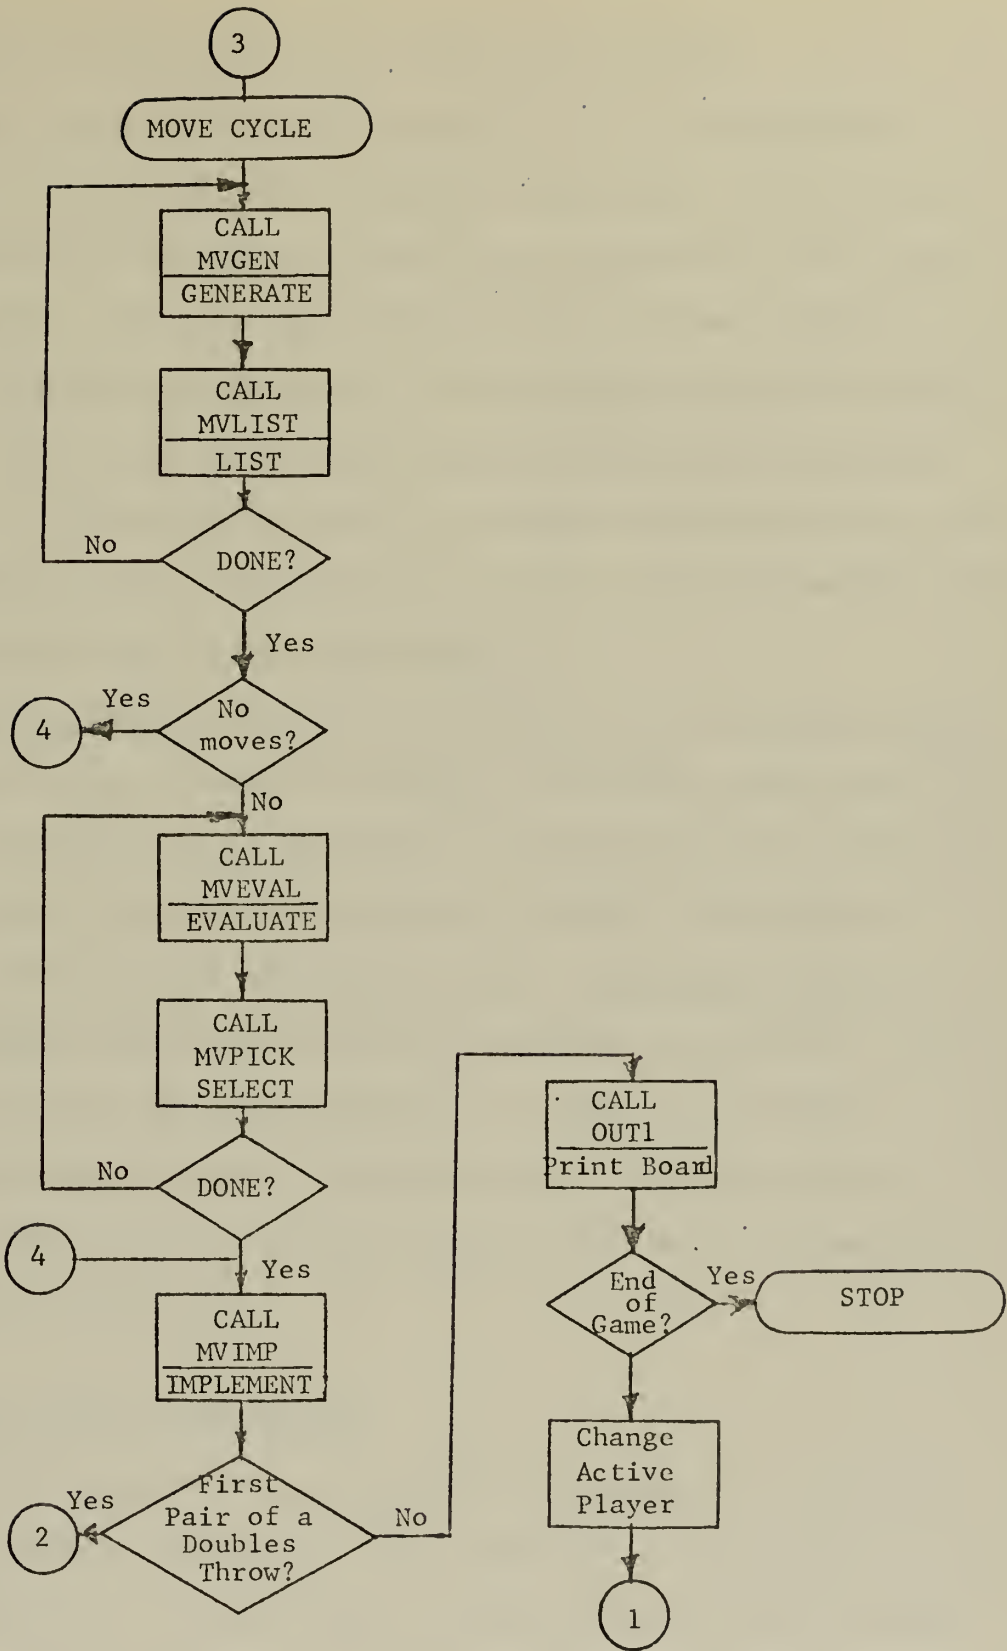 3
MOVE CYCLE
CALL
MVGEN
GENERATE
CALL
MVLIST
LIST
No
DONE?
Yes
Yes
4
No
moves?
No
CALL
MVEVAL
EVALUATE
CALL
MVPICK
SELECT
No
DONE?
4
Yes
CALL
MVIMP
IMPLEMENT
Yes
First
Pair of a
Doubles
Throw?
2
No
CALL
OUT1
Print Board
End
of
Game?
Yes
STOP
Change
Active
Player
1